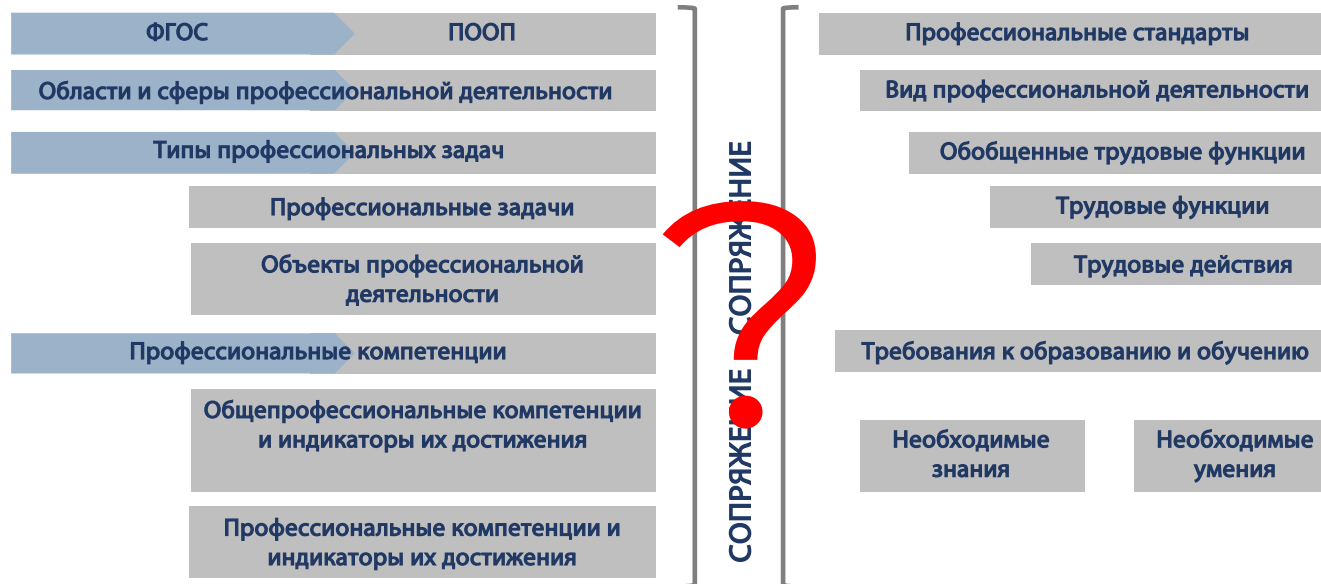 ФГОС
ПООП
Области и сферы профессиональной деятельности
Типы профессиональных задач
Профессиональные задачи
Объекты профессиональной
деятельности
Профессиональные компетенции
Общепрофессиональные компетенции
и индикаторы их достижения
Профессиональные компетенции и
индикаторы их достижения
СОПРЯЖЕНИЕ СОПРЯЖЕНИЕ
?
Профессиональные стандарты
Вид профессиональной деятельности
Обобщенные трудовые функции
Трудовые функции
Трудовые действия
Требования к образованию и обучению
Необходимые
знания
Необходимые
умения